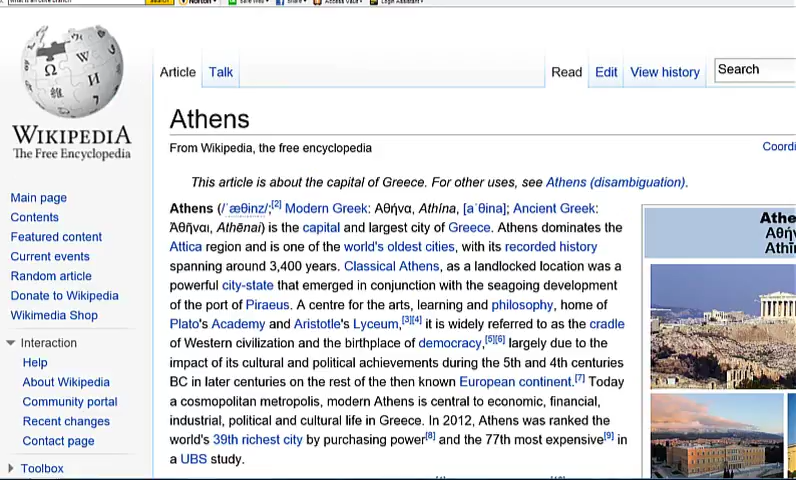 Norton
Article Talk Read Edit View history Search
Athens
WIKIPEDIA
The Free Encyclopedia
From Wikipedia, the free encyclopedia
Coordi
This article is about the capital of Greece. For other uses, see Athens (disambiguation).
Athens (/ˈæθɪnz/;[2] Modern Greek: Αθήνα, Athína, [aˈθina]; Ancient Greek:
Ἀθῆναι, Athēnai) is the capital and largest city of Greece. Athens dominates the
Attica region and is one of the world's oldest cities, with its recorded history
spanning around 3,400 years. Classical Athens, as a landlocked location was a
powerful city-state that emerged in conjunction with the seagoing development
of the port of Piraeus. A centre for the arts, learning and philosophy, home of
Plato's Academy and Aristotle's Lyceum,[3][4] it is widely referred to as the cradle
of Western civilization and the birthplace of democracy,[5][6] largely due to the
impact of its cultural and political achievements during the 5th and 4th centuries
BC in later centuries on the rest of the then known European continent.[7] Today
a cosmopolitan metropolis, modern Athens is central to economic, financial,
industrial, political and cultural life in Greece. In 2012, Athens was ranked the
world's 39th richest city by purchasing power[8] and the 77th most expensive[9] in
a UBS study.
Athe
Αθήν
Athín
Main page
Contents
Featured content
Current events
Random article
Donate to Wikipedia
Wikimedia Shop
Interaction
Help
About Wikipedia
Community portal
Recent changes
Contact page
Toolbox